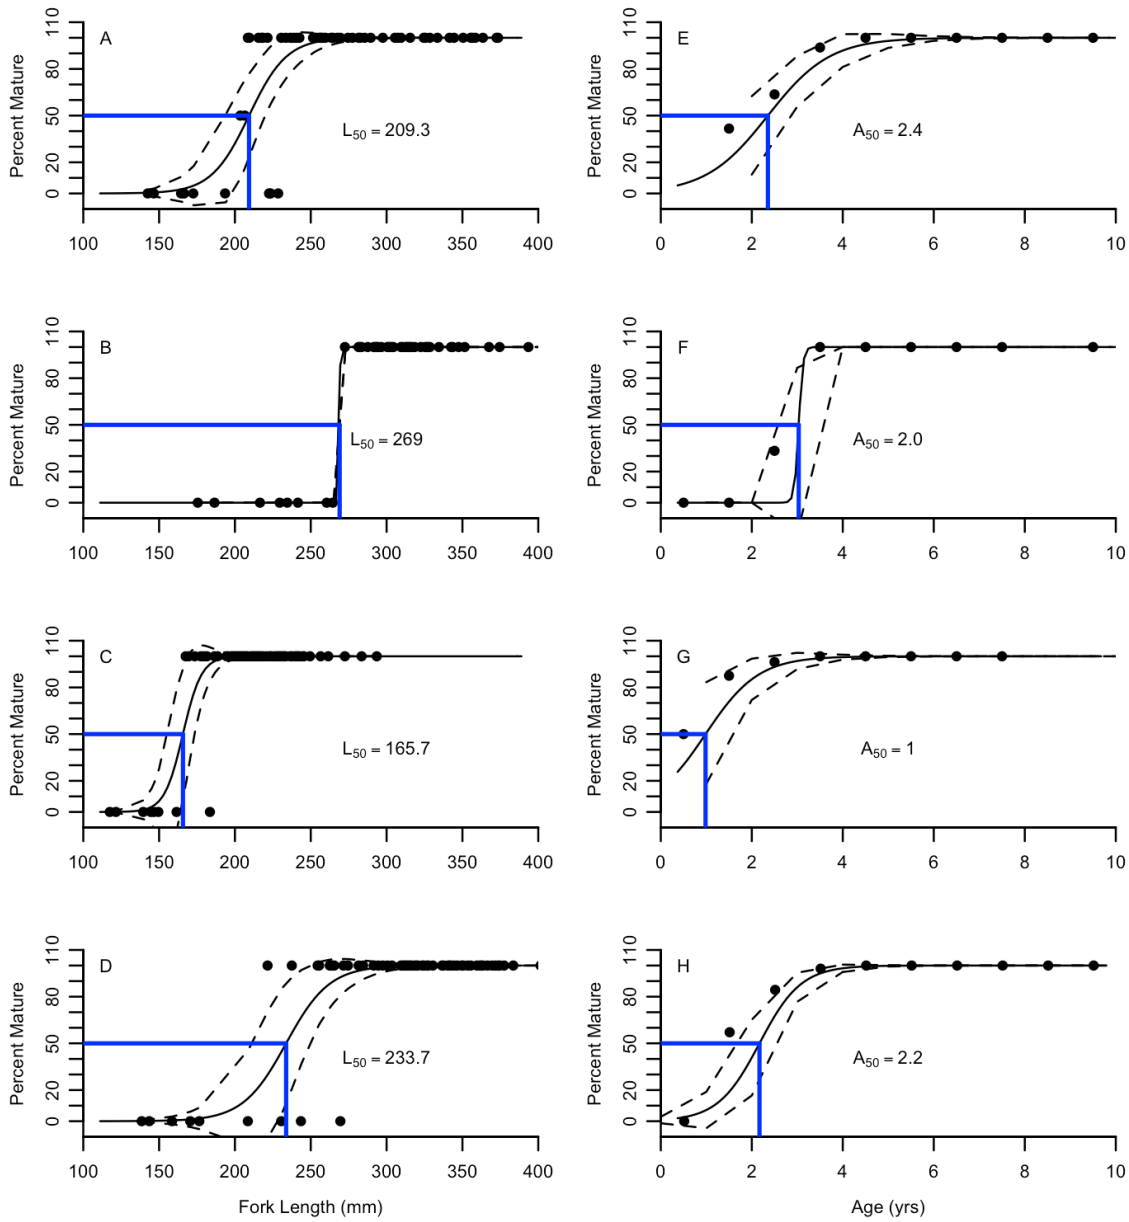 A
Percent Mature
110
80
50
20
0
L50 = 209.3
100 150 200 250 300 350 400
E
Percent Mature
110
80
50
20
0
A50 = 2.4
0 2 4 6 8 10
B
Percent Mature
110
80
50
20
0
L50 = 269
100 150 200 250 300 350 400
F
Percent Mature
110
80
50
20
0
A50 = 2.0
0 2 4 6 8 10
C
Percent Mature
110
80
50
20
0
L50 = 165.7
100 150 200 250 300 350 400
G
Percent Mature
110
80
50
20
0
A50 = 1
0 2 4 6 8 10
D
Percent Mature
110
80
50
20
0
L50 = 233.7
100 150 200 250 300 350 400
Fork Length (mm)
H
Percent Mature
110
80
50
20
0
A50 = 2.2
0 2 4 6 8 10
Age (yrs)